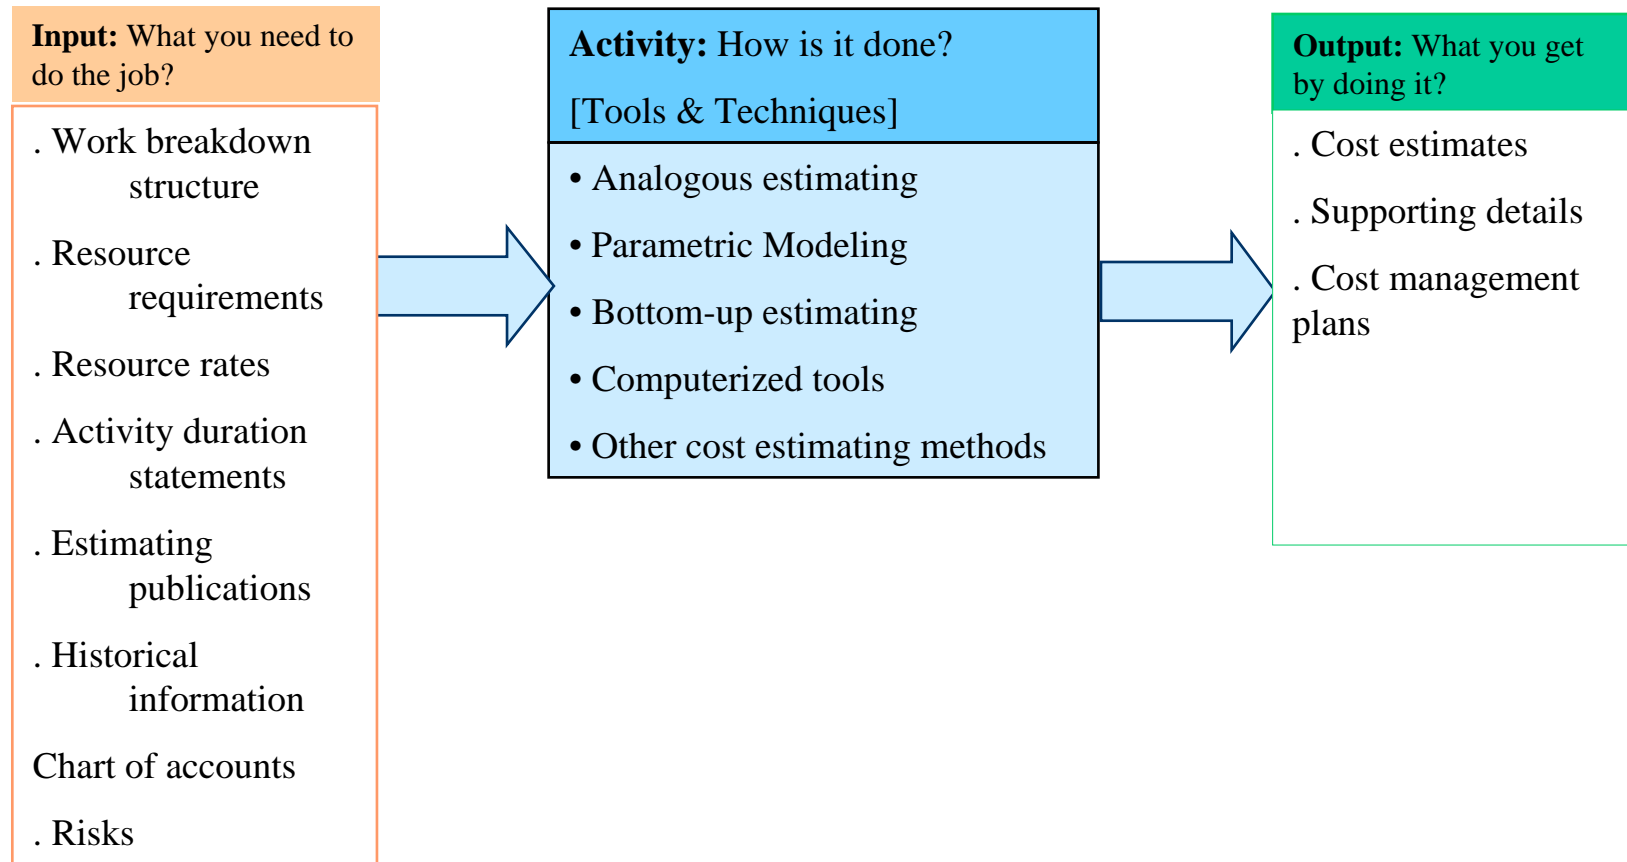 Input: What you need to
do the job?
. Work breakdown
structure
. Resource
requirements
. Resource rates
. Activity duration
statements
. Estimating
publications
. Historical
information
Chart of accounts
. Risks
Activity: How is it done?
[Tools & Techniques]
• Analogous estimating
• Parametric Modeling
• Bottom-up estimating
• Computerized tools
• Other cost estimating methods
Output: What you get
by doing it?
. Cost estimates
. Supporting details
. Cost management
plans